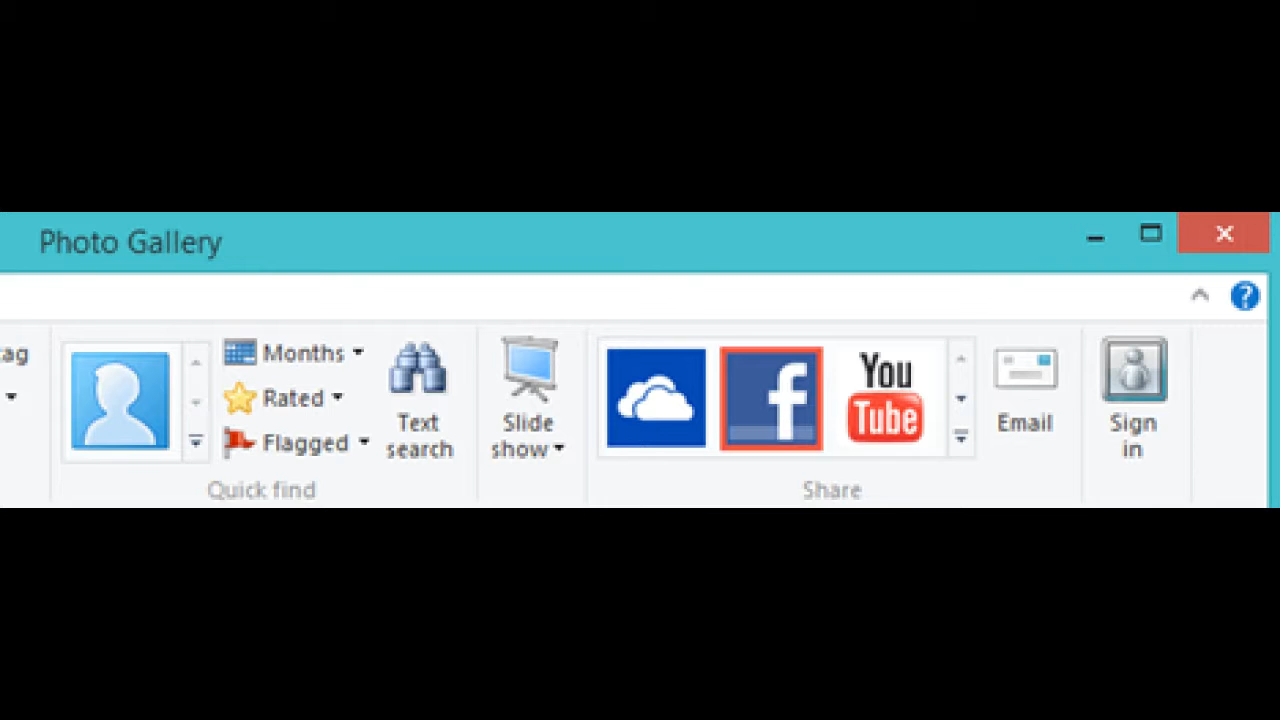 Photo Gallery
?
Months
Rated
Flagged
Text
search
Quick find
Slide
show
f
You
Tube
Share
Email
Sign
in